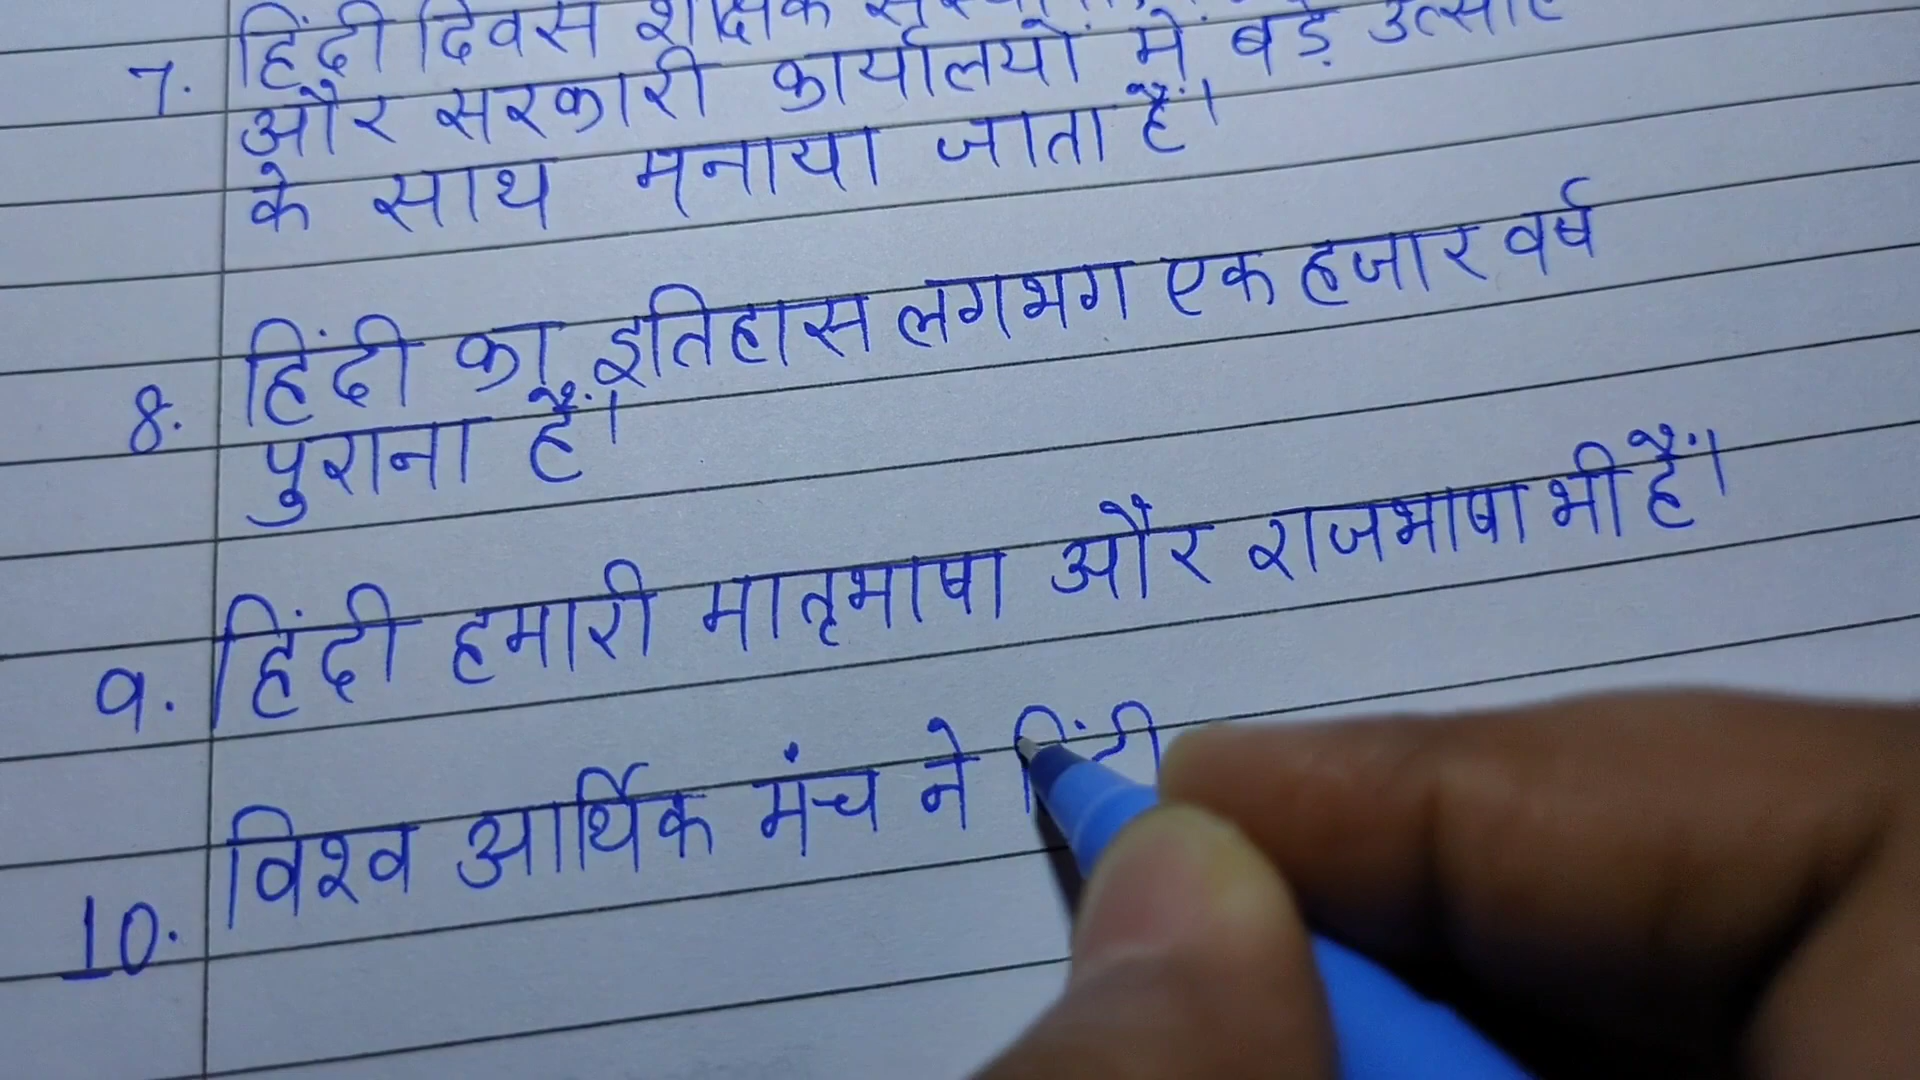 7. हिंदी दिवस
और सरकारी कार्यालयों में बड़े
के साथ मनाया जाता हैं।
8. हिंदी का इतिहास लगभग एक हजार वर्ष
पुराना हैं।
9. हिंदी हमारी मातृभाषा और राजभाषा भी हैं।
10. विश्व आर्थिक मंच ने हिंदी